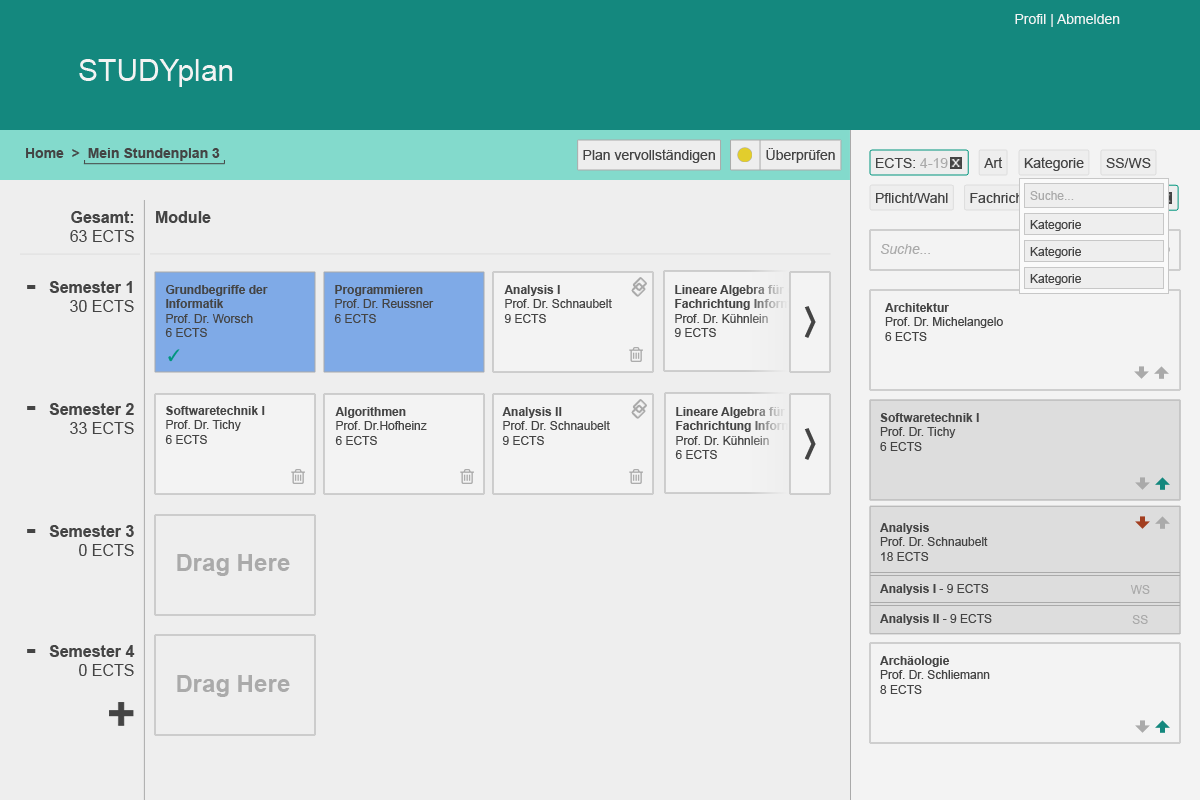 Profil | Abmelden
STUDYplan
Home > Mein Stundenplan 3
Plan vervollständigen
Überprüfen
Gesamt:
63 ECTS
Module
- Semester 1
30 ECTS
Grundbegriffe der
Informatik
Prof. Dr. Worsch
6 ECTS
✓
Programmieren
Prof. Dr. Reussner
6 ECTS
Analysis I
Prof. Dr. Schnaubelt
9 ECTS
Lineare Algebra für
Fachrichtung Infor
Prof. Dr. Kühnlein
9 ECTS
- Semester 2
33 ECTS
Softwaretechnik I
Prof. Dr. Tichy
6 ECTS
Algorithmen
Prof. Dr.Hofheinz
6 ECTS
Analysis II
Prof. Dr. Schnaubelt
9 ECTS
Lineare Algebra für
Fachrichtung Infor
Prof. Dr. Kühnlein
6 ECTS
- Semester 3
0 ECTS
Drag Here
- Semester 4
0 ECTS
Drag Here
+
ECTS: 4-19 x Art Kategorie SS/WS
Pflicht/Wahl Fachrich
Suche...
Kategorie
Kategorie
Kategorie
Suche...
Architektur
Prof. Dr. Michelangelo
6 ECTS
Softwaretechnik I
Prof. Dr. Tichy
6 ECTS
Analysis
Prof. Dr. Schnaubelt
18 ECTS
Analysis I - 9 ECTS WS
Analysis II - 9 ECTS SS
Archäologie
Prof. Dr. Schliemann
8 ECTS